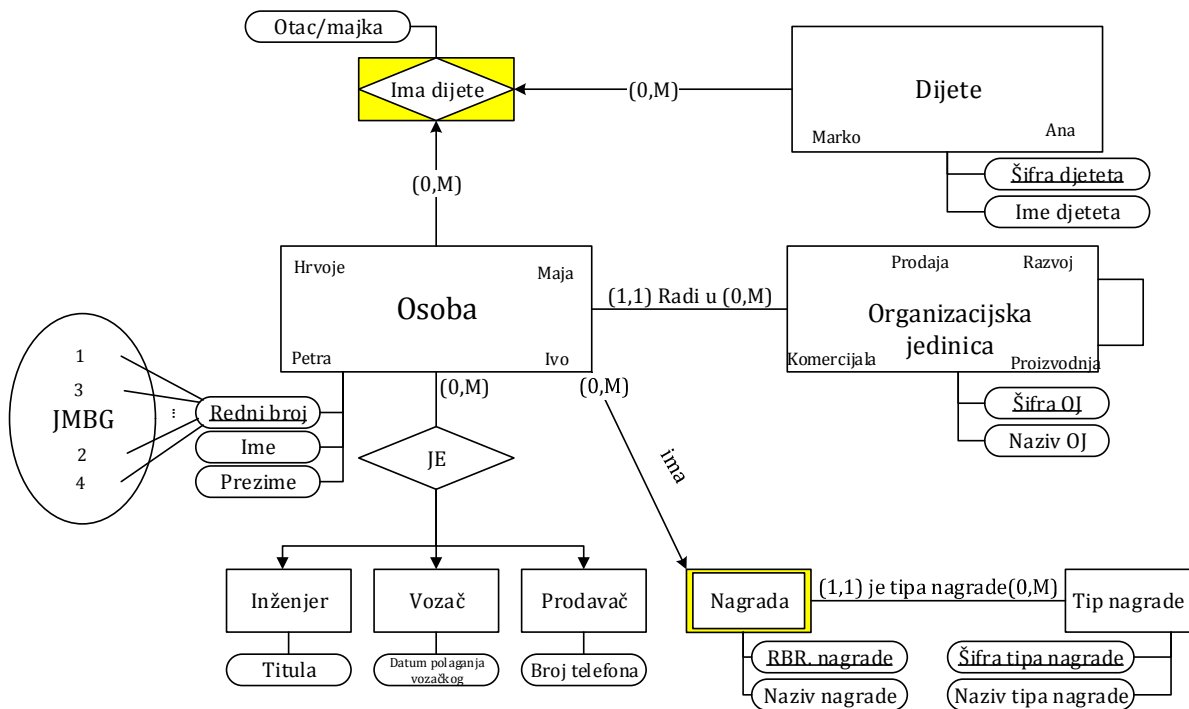 Otac/majka
Ima dijete
(0,M)
Dijete
Marko
Ana
Šifra djeteta
Ime djeteta
(0,M)
Hrvoje
Maja
Osoba
Petra
Ivo
(1,1) Radi u (0,M)
Prodaja
Razvoj
Organizacijska
jedinica
Komercijala
Proizvodnja
Šifra OJ
Naziv OJ
1
3
JMBG
...
2
4
Redni broj
Ime
Prezime
(0,M)
JE
(0,M)
ima
Inženjer
Vozač
Prodavač
Titula
Datum polaganja
vozačkog
Broj telefona
Nagrada
(1,1) je tipa nagrade(0,M)
Tip nagrade
RBR. nagrade
Naziv nagrade
Šifra tipa nagrade
Naziv tipa nagrade